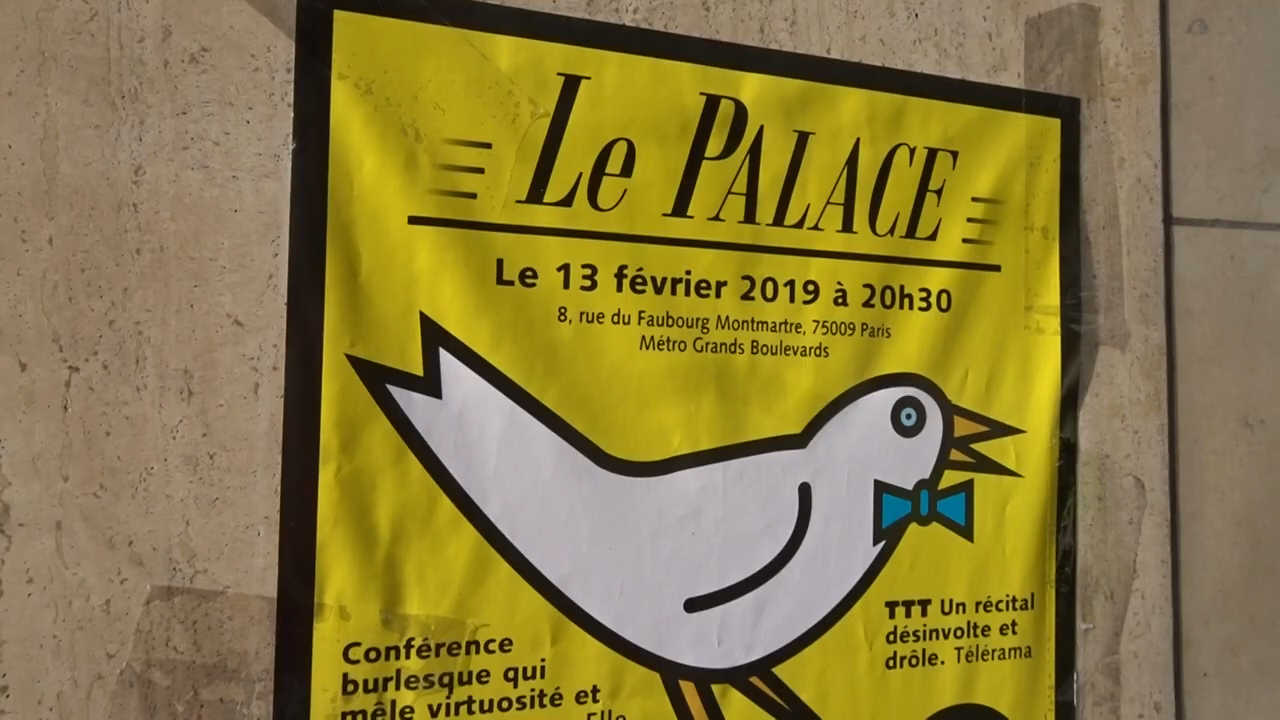 Le PALACE
Le 13 février 2019 à 20h30
8, rue du Faubourg Montmartre, 75009 Paris
Métro Grands Boulevards
Conférence
burlesque qui
mêle virtuosité et
Elle
TTT Un récital
désinvolte et
drôle. Télérama